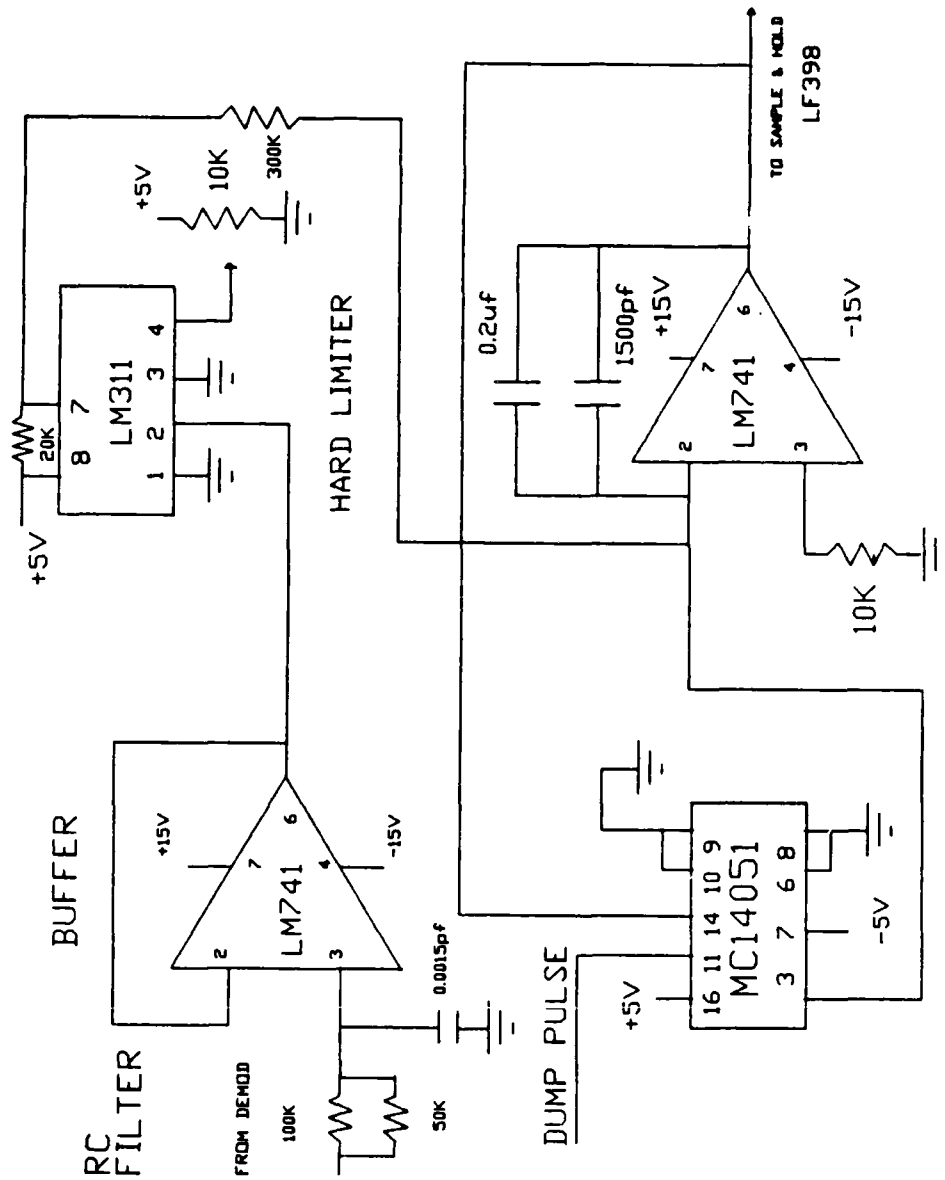 RC
FILTER
BUFFER
FROM DEMOD
100K
50K
0.0015pf
+15V
2
7
LM741
6
3
4
-15V
+5V
20K
8 7
LM311
1 2 3 4
+5V
10K
300K
HARD LIMITER
DUMP PULSE
+5V
16 11 14 10 9
MC14051
3 7 6 8
-5V
0.2uf
1500pf
+15V
2
7
LM741
6
3
4
-15V
10K
TO SAMPLE & HOLD
LF398